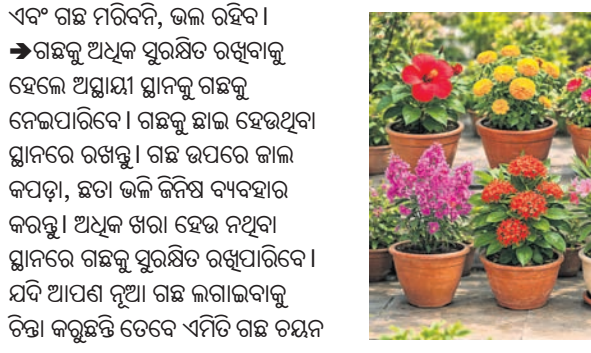 ଏବଂ ଗଛ ମରିବନି, ଭଲ ରହିବ।
➔ଗଛକୁ ଅଧିକ ସୁରକ୍ଷିତ ରଖିବାକୁ
ହେଲେ ଅସ୍ଥାୟୀ ସ୍ଥାନକୁ ଗଛକୁ
ନେଇପାରିବେ। ଗଛକୁ ଛାଇ ହେଉଥିବା
ସ୍ଥାନରେ ରଖନ୍ତୁ। ଗଛ ଉପରେ ଜାଲ
କପଡ଼ା, ଛତା ଭଳି ଜିନିଷ ବ୍ୟବହାର
କରନ୍ତୁ। ଅଧିକ ଖରା ହେଉ ନଥିବା
ସ୍ଥାନରେ ଗଛକୁ ସୁରକ୍ଷିତ ରଖିପାରିବେ।
ଯଦି ଆପଣ ନୂଆ ଗଛ ଲଗାଇବାକୁ
ଚିନ୍ତା କରୁଛନ୍ତି ତେବେ ଏମିତି ଗଛ ଚୟନ